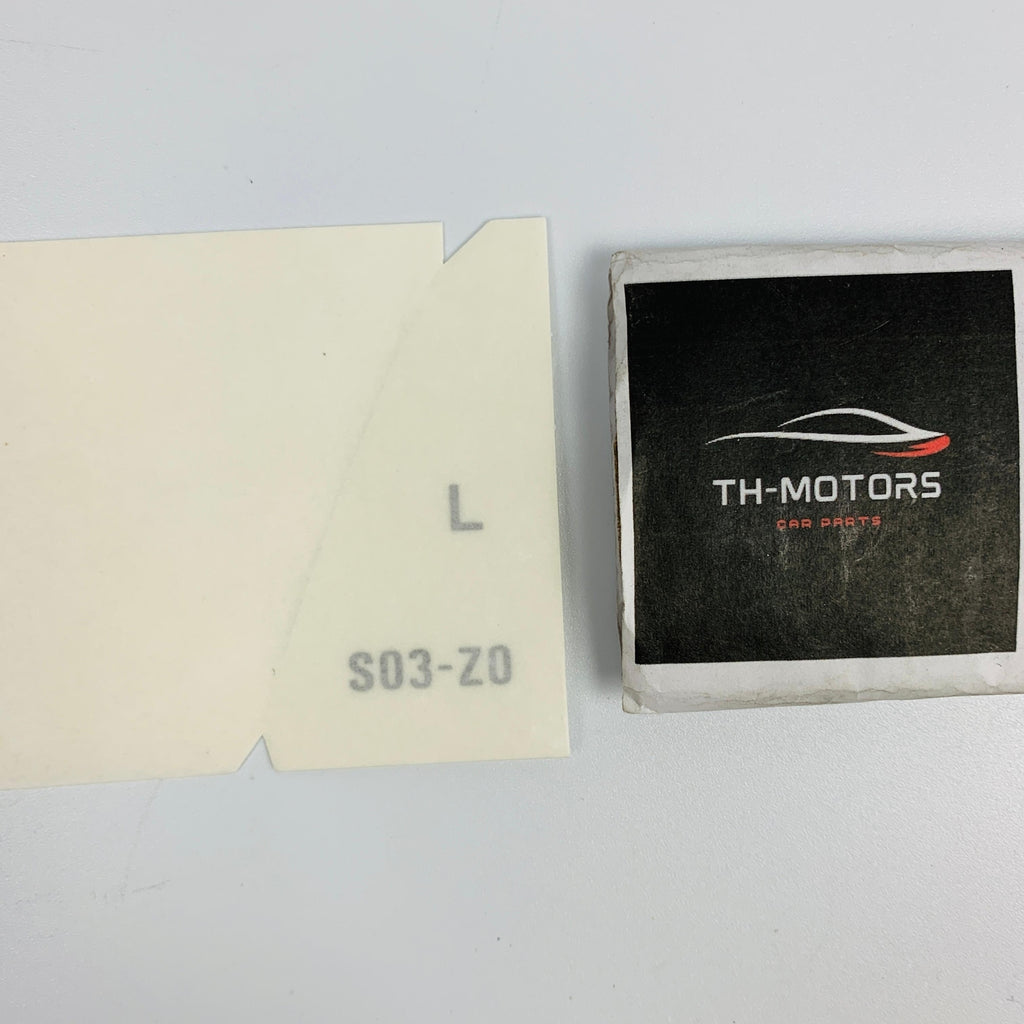 L
S03-Z0
TH-MOTORS
CAR PARTS